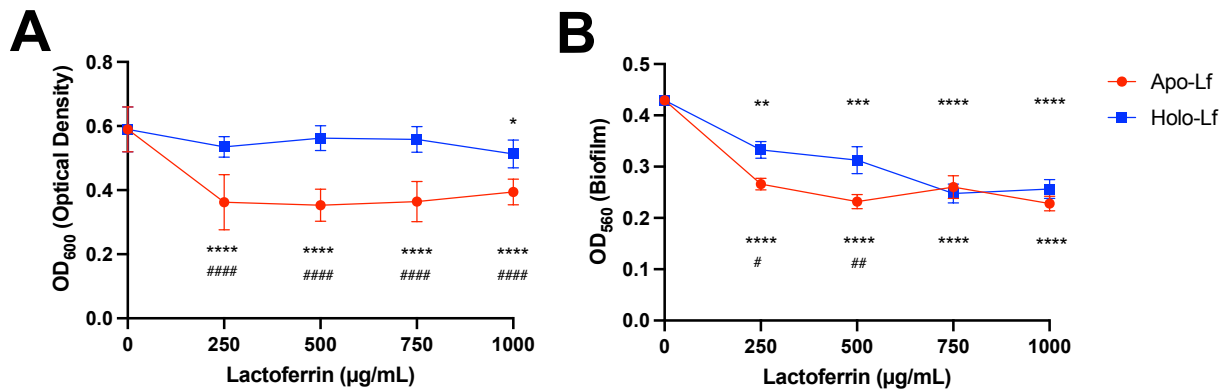 A
OD600 (Optical Density)
0.8
0.6
0.4
0.2
0.0
*
**** **** **** ****
#### #### #### ####
0 250 500 750 1000
Lactoferrin (µg/mL)
B
OD560 (Biofilm)
0.5
0.4
0.3
0.2
0.1
0.0
** *** **** ****
**** **** **** ****
# ##
0 250 500 750 1000
Lactoferrin (µg/mL)
Apo-Lf
Holo-Lf